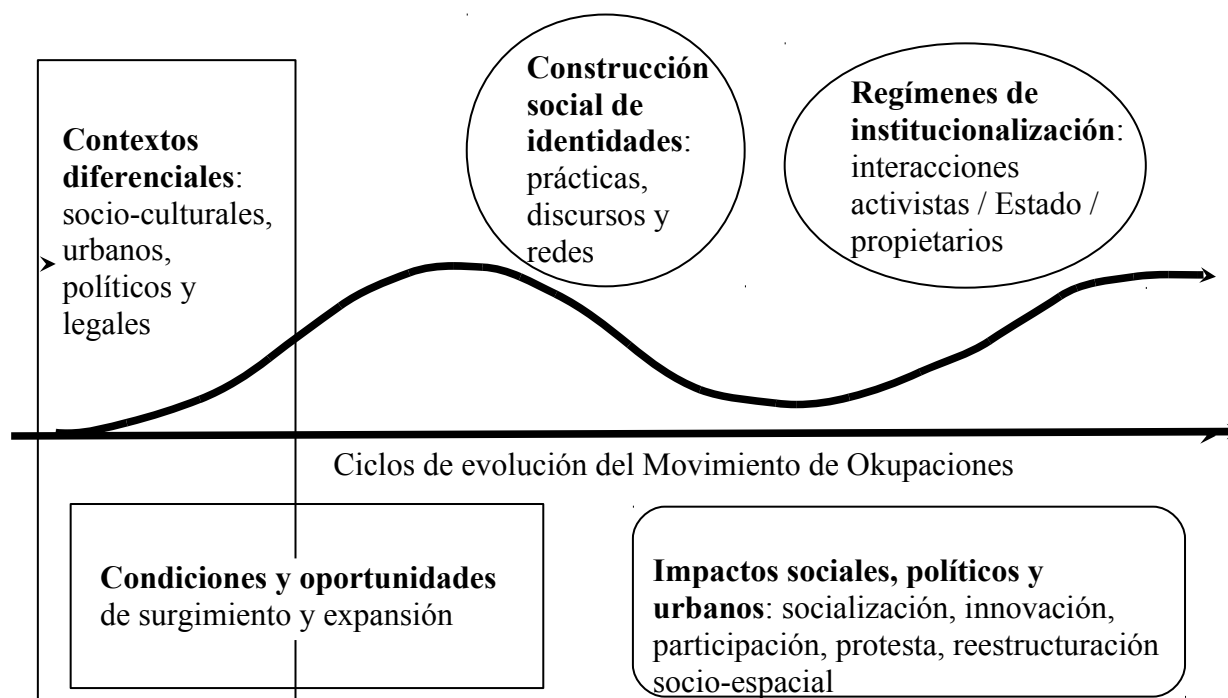 Contextos
diferenciales:
socio-culturales,
urbanos,
políticos y
legales
Construcción
social de
identidades:
prácticas,
discursos y
redes
Regímenes de
institucionalización:
interacciones
activistas / Estado /
propietarios
Ciclos de evolución del Movimiento de Okupaciones
Condiciones y oportunidades
de surgimiento y expansión
Impactos sociales, políticos y
urbanos: socialización, innovación,
participación, protesta, reestructuración
socio-espacial